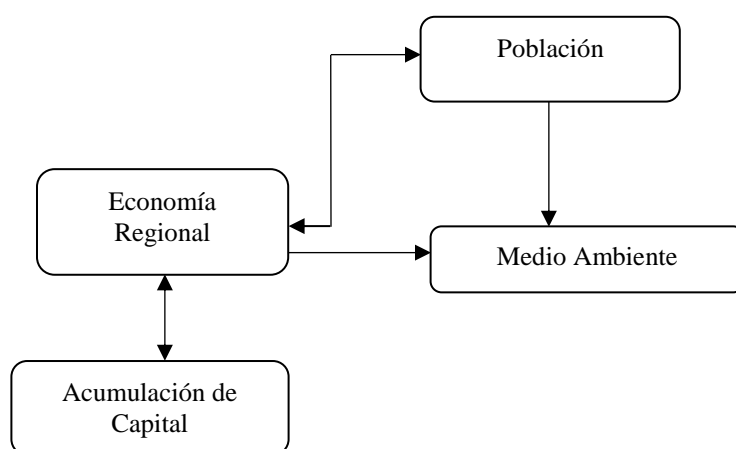 Población
Economía
Regional
Medio Ambiente
Acumulación de
Capital